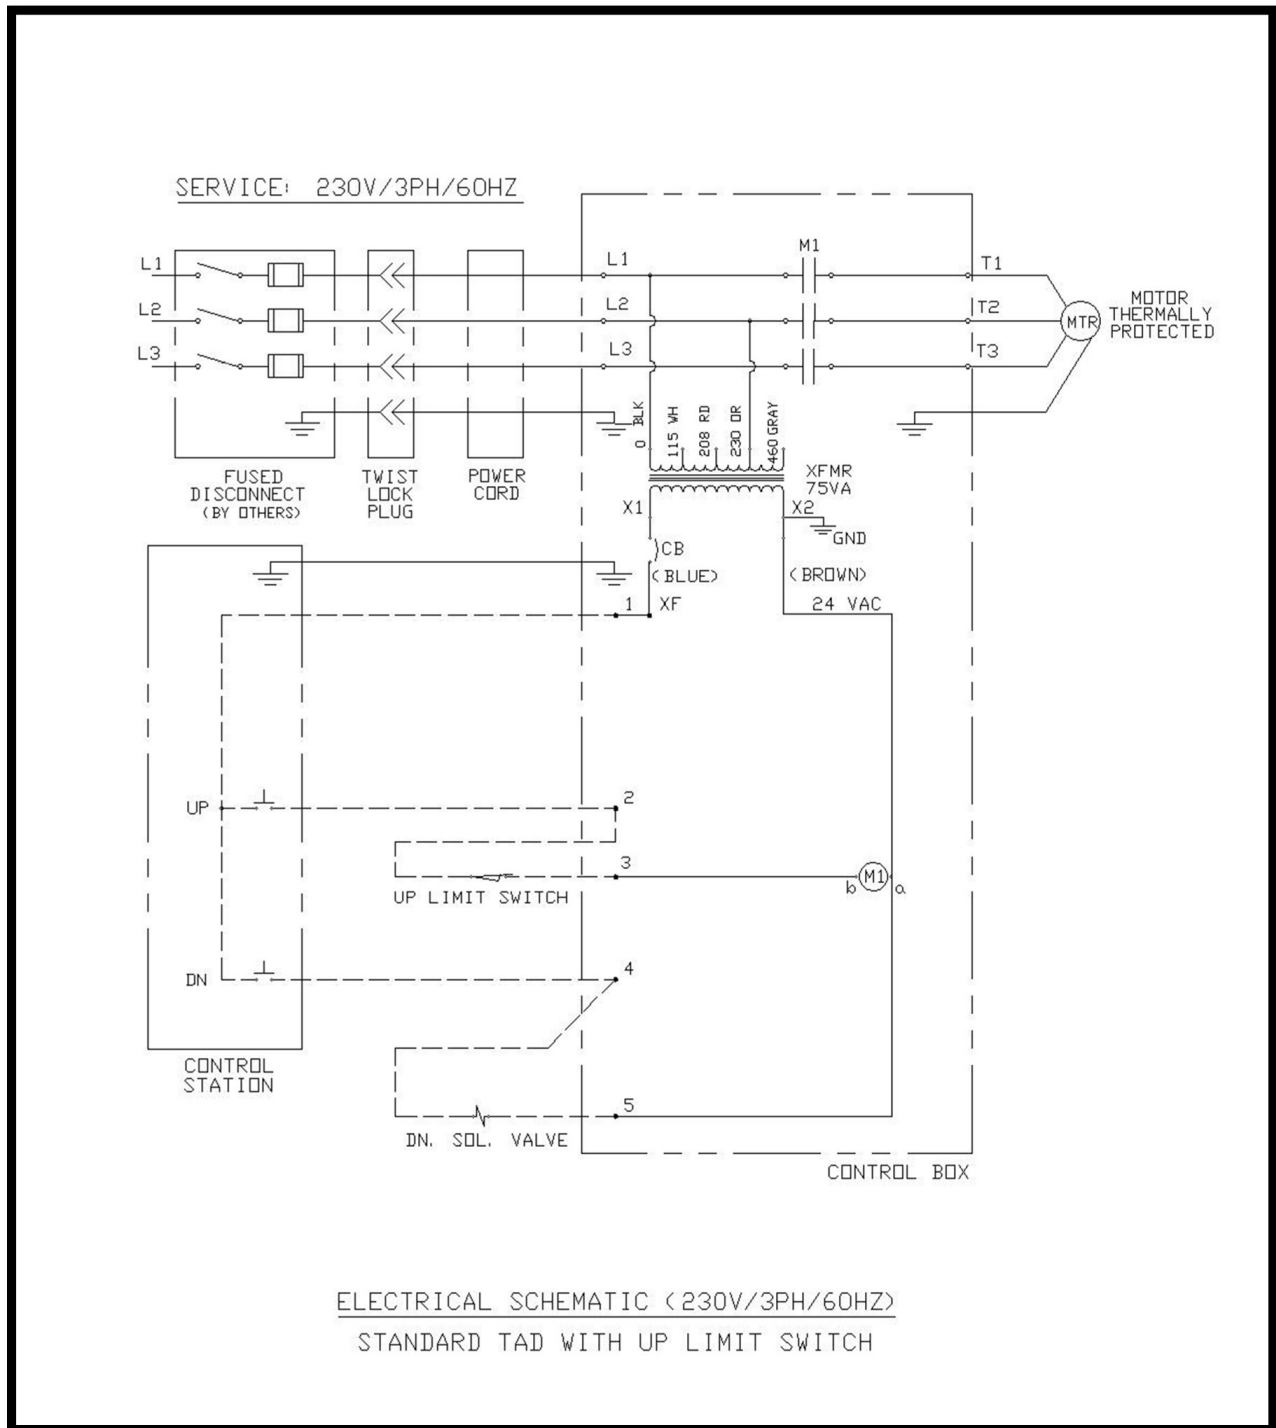 SERVICE: 230V/3PH/60HZ
L1
L2
L3
L1
L2
L3
M1
T1
T2
T3
MTR
MOTOR
THERMALLY
PROTECTED
0 BLK
115 WH
208 RD
230 OR
460 GRAY
FUSED
DISCONNECT
(BY OTHERS)
TWIST
LOCK
PLUG
POWER
CORD
XFMR
75VA
X1
X2
GND
CB
(BLUE)
(BROWN)
1
XF
24 VAC
UP
2
3
UP LIMIT SWITCH
b
M1
a
DN
4
CONTROL
STATION
5
DN. SOL. VALVE
CONTROL BOX
ELECTRICAL SCHEMATIC (230V/3PH/60HZ)
STANDARD TAD WITH UP LIMIT SWITCH